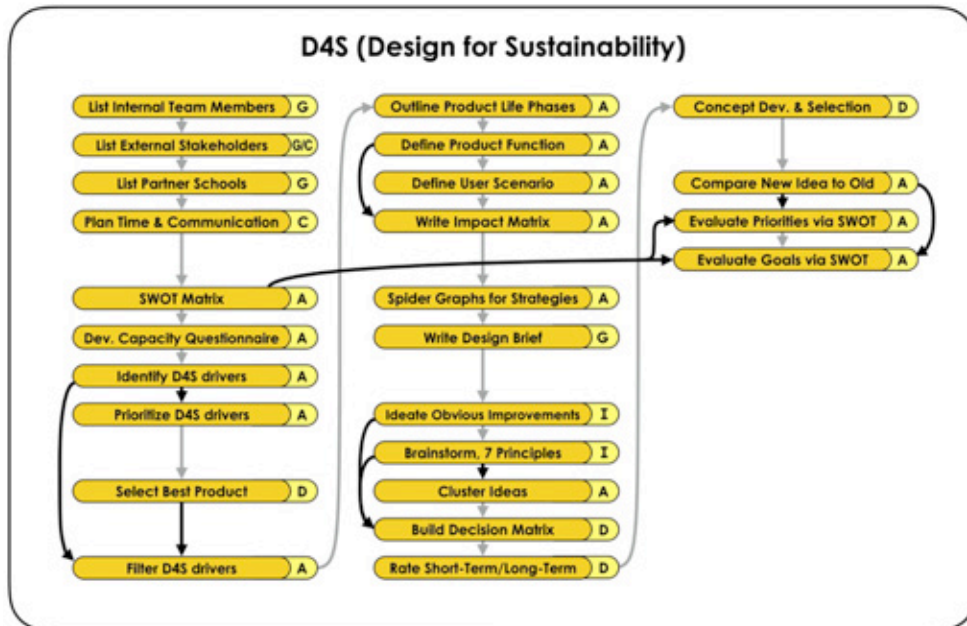 D4S (Design for Sustainability)
List Internal Team Members G
List External Stakeholders G/C
List Partner Schools G
Plan Time & Communication C
SWOT Matrix A
Dev. Capacity Questionnaire A
Identify D4S drivers A
Prioritize D4S drivers A
Select Best Product D
Filter D4S drivers A
Outline Product Life Phases A
Define Product Function A
Define User Scenario A
Write Impact Matrix A
Spider Graphs for Strategies A
Write Design Brief G
Ideate Obvious Improvements I
Brainstorm, 7 Principles I
Cluster Ideas A
Build Decision Matrix D
Rate Short-Term/Long-Term D
Concept Dev. & Selection D
Compare New Idea to Old A
Evaluate Priorities via SWOT A
Evaluate Goals via SWOT A